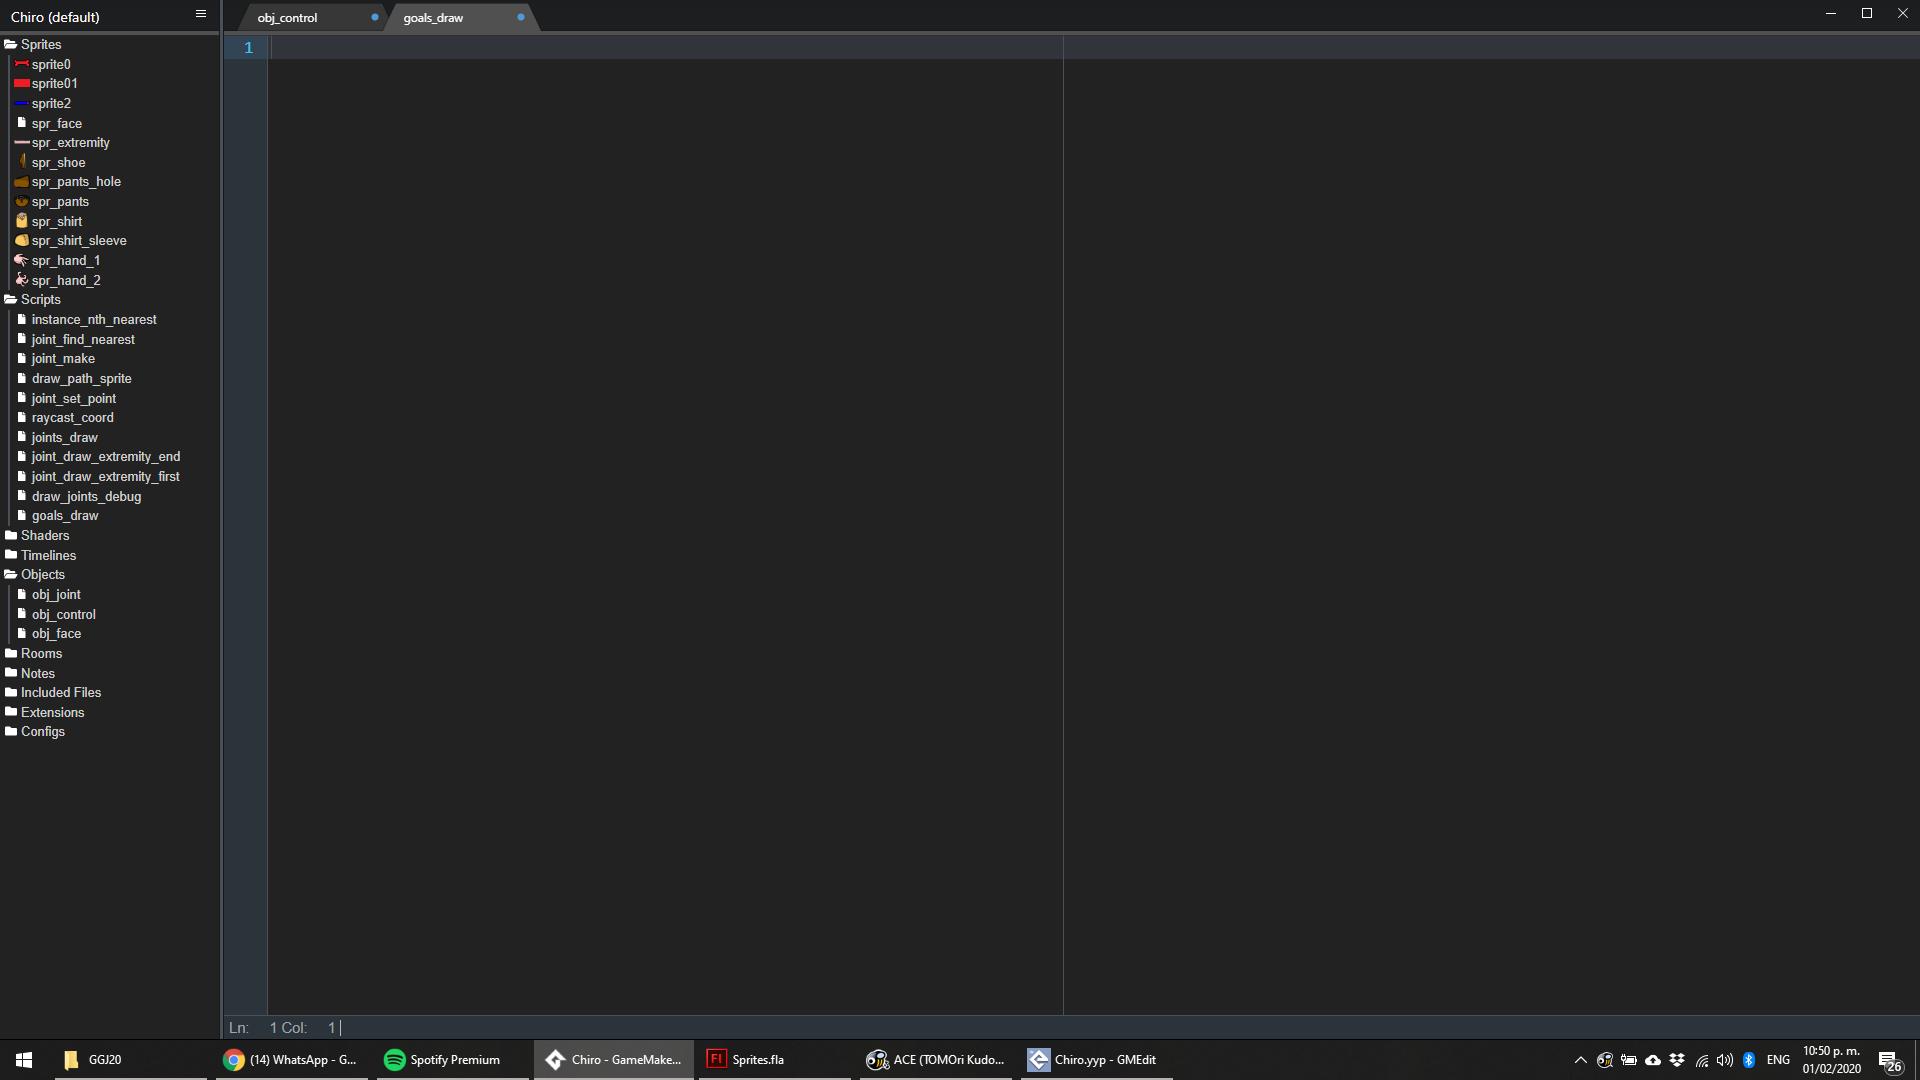 Chiro (default)
obj_control
goals_draw
Sprites
sprite0
sprite01
sprite2
spr_face
spr_extremity
spr_shoe
spr_pants_hole
spr_pants
spr_shirt
spr_shirt_sleeve
spr_hand_1
spr_hand_2
Scripts
instance_nth_nearest
joint_find_nearest
joint_make
draw_path_sprite
joint_set_point
raycast_coord
joints_draw
joint_draw_extremity_end
joint_draw_extremity_first
draw_joints_debug
goals_draw
Shaders
Timelines
Objects
obj_joint
obj_control
obj_face
Rooms
Notes
Included Files
Extensions
Configs
1
Ln: 1 Col: 1
GGJ20
(14) WhatsApp - G...
Spotify Premium
Chiro - GameMake...
Fl
Sprites.fla
ACE (TOMOri Kudo...
Chiro.yyp - GMEdit
ENG
10:50 p. m.
01/02/2020
26